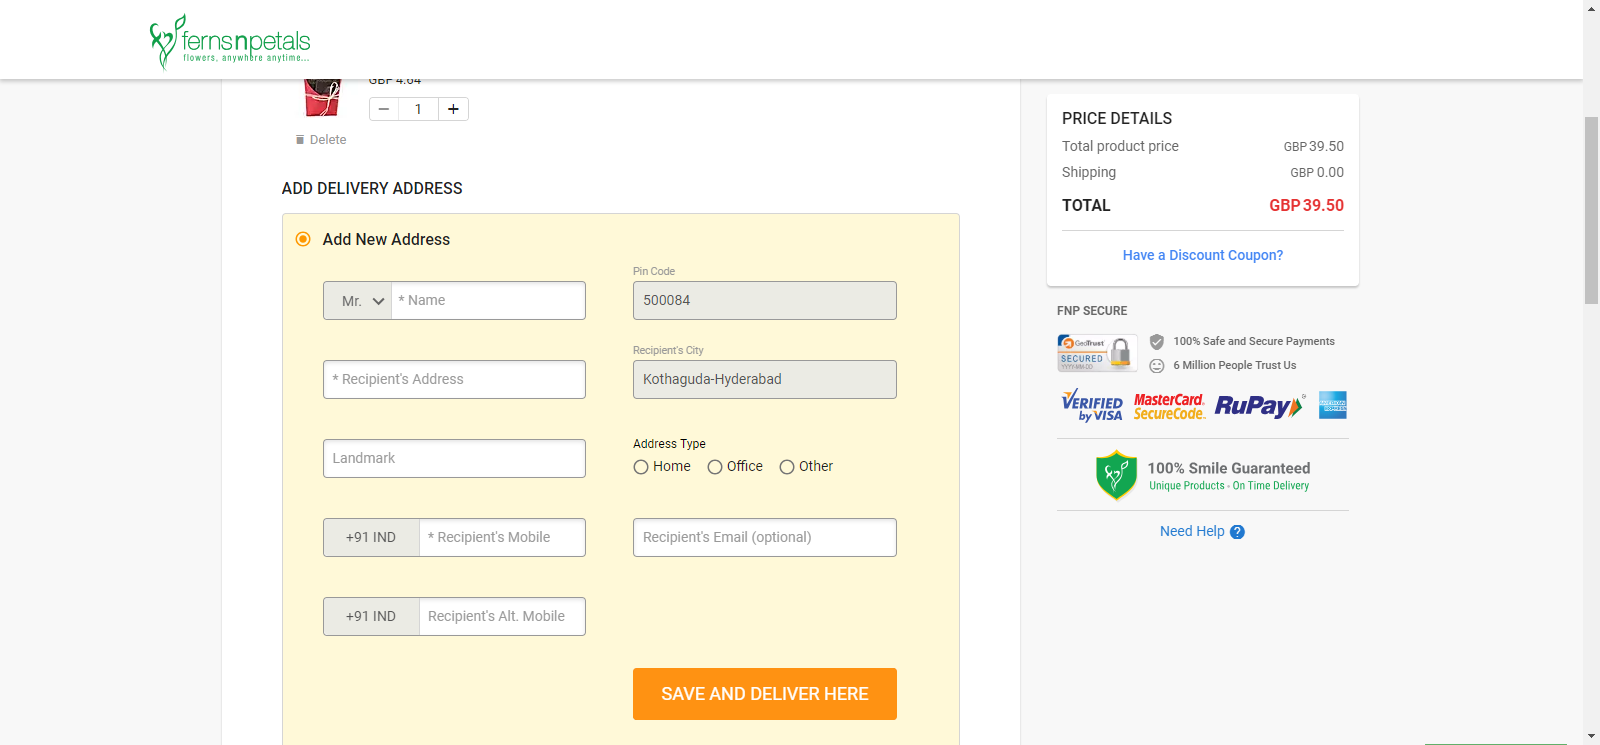 fernsnpetals
flowers, anywhere anytime...
GBP 4.64
1
Delete
ADD DELIVERY ADDRESS
Add New Address
Mr.
* Name
Pin Code
500084
* Recipient's Address
Recipient's City
Kothaguda-Hyderabad
Landmark
Address Type
Home
Office
Other
+91 IND
* Recipient's Mobile
Recipient's Email (optional)
+91 IND
Recipient's Alt. Mobile
SAVE AND DELIVER HERE
PRICE DETAILS
Total product price GBP 39.50
Shipping GBP 0.00
TOTAL GBP 39.50
Have a Discount Coupon?
FNP SECURE
GeoTrust
SECURED
YYYY-MM-DD
100% Safe and Secure Payments
6 Million People Trust Us
VERIFIED
by VISA
MasterCard.
SecureCode.
RuPay
100% Smile Guaranteed
Unique Products - On Time Delivery
Need Help ?